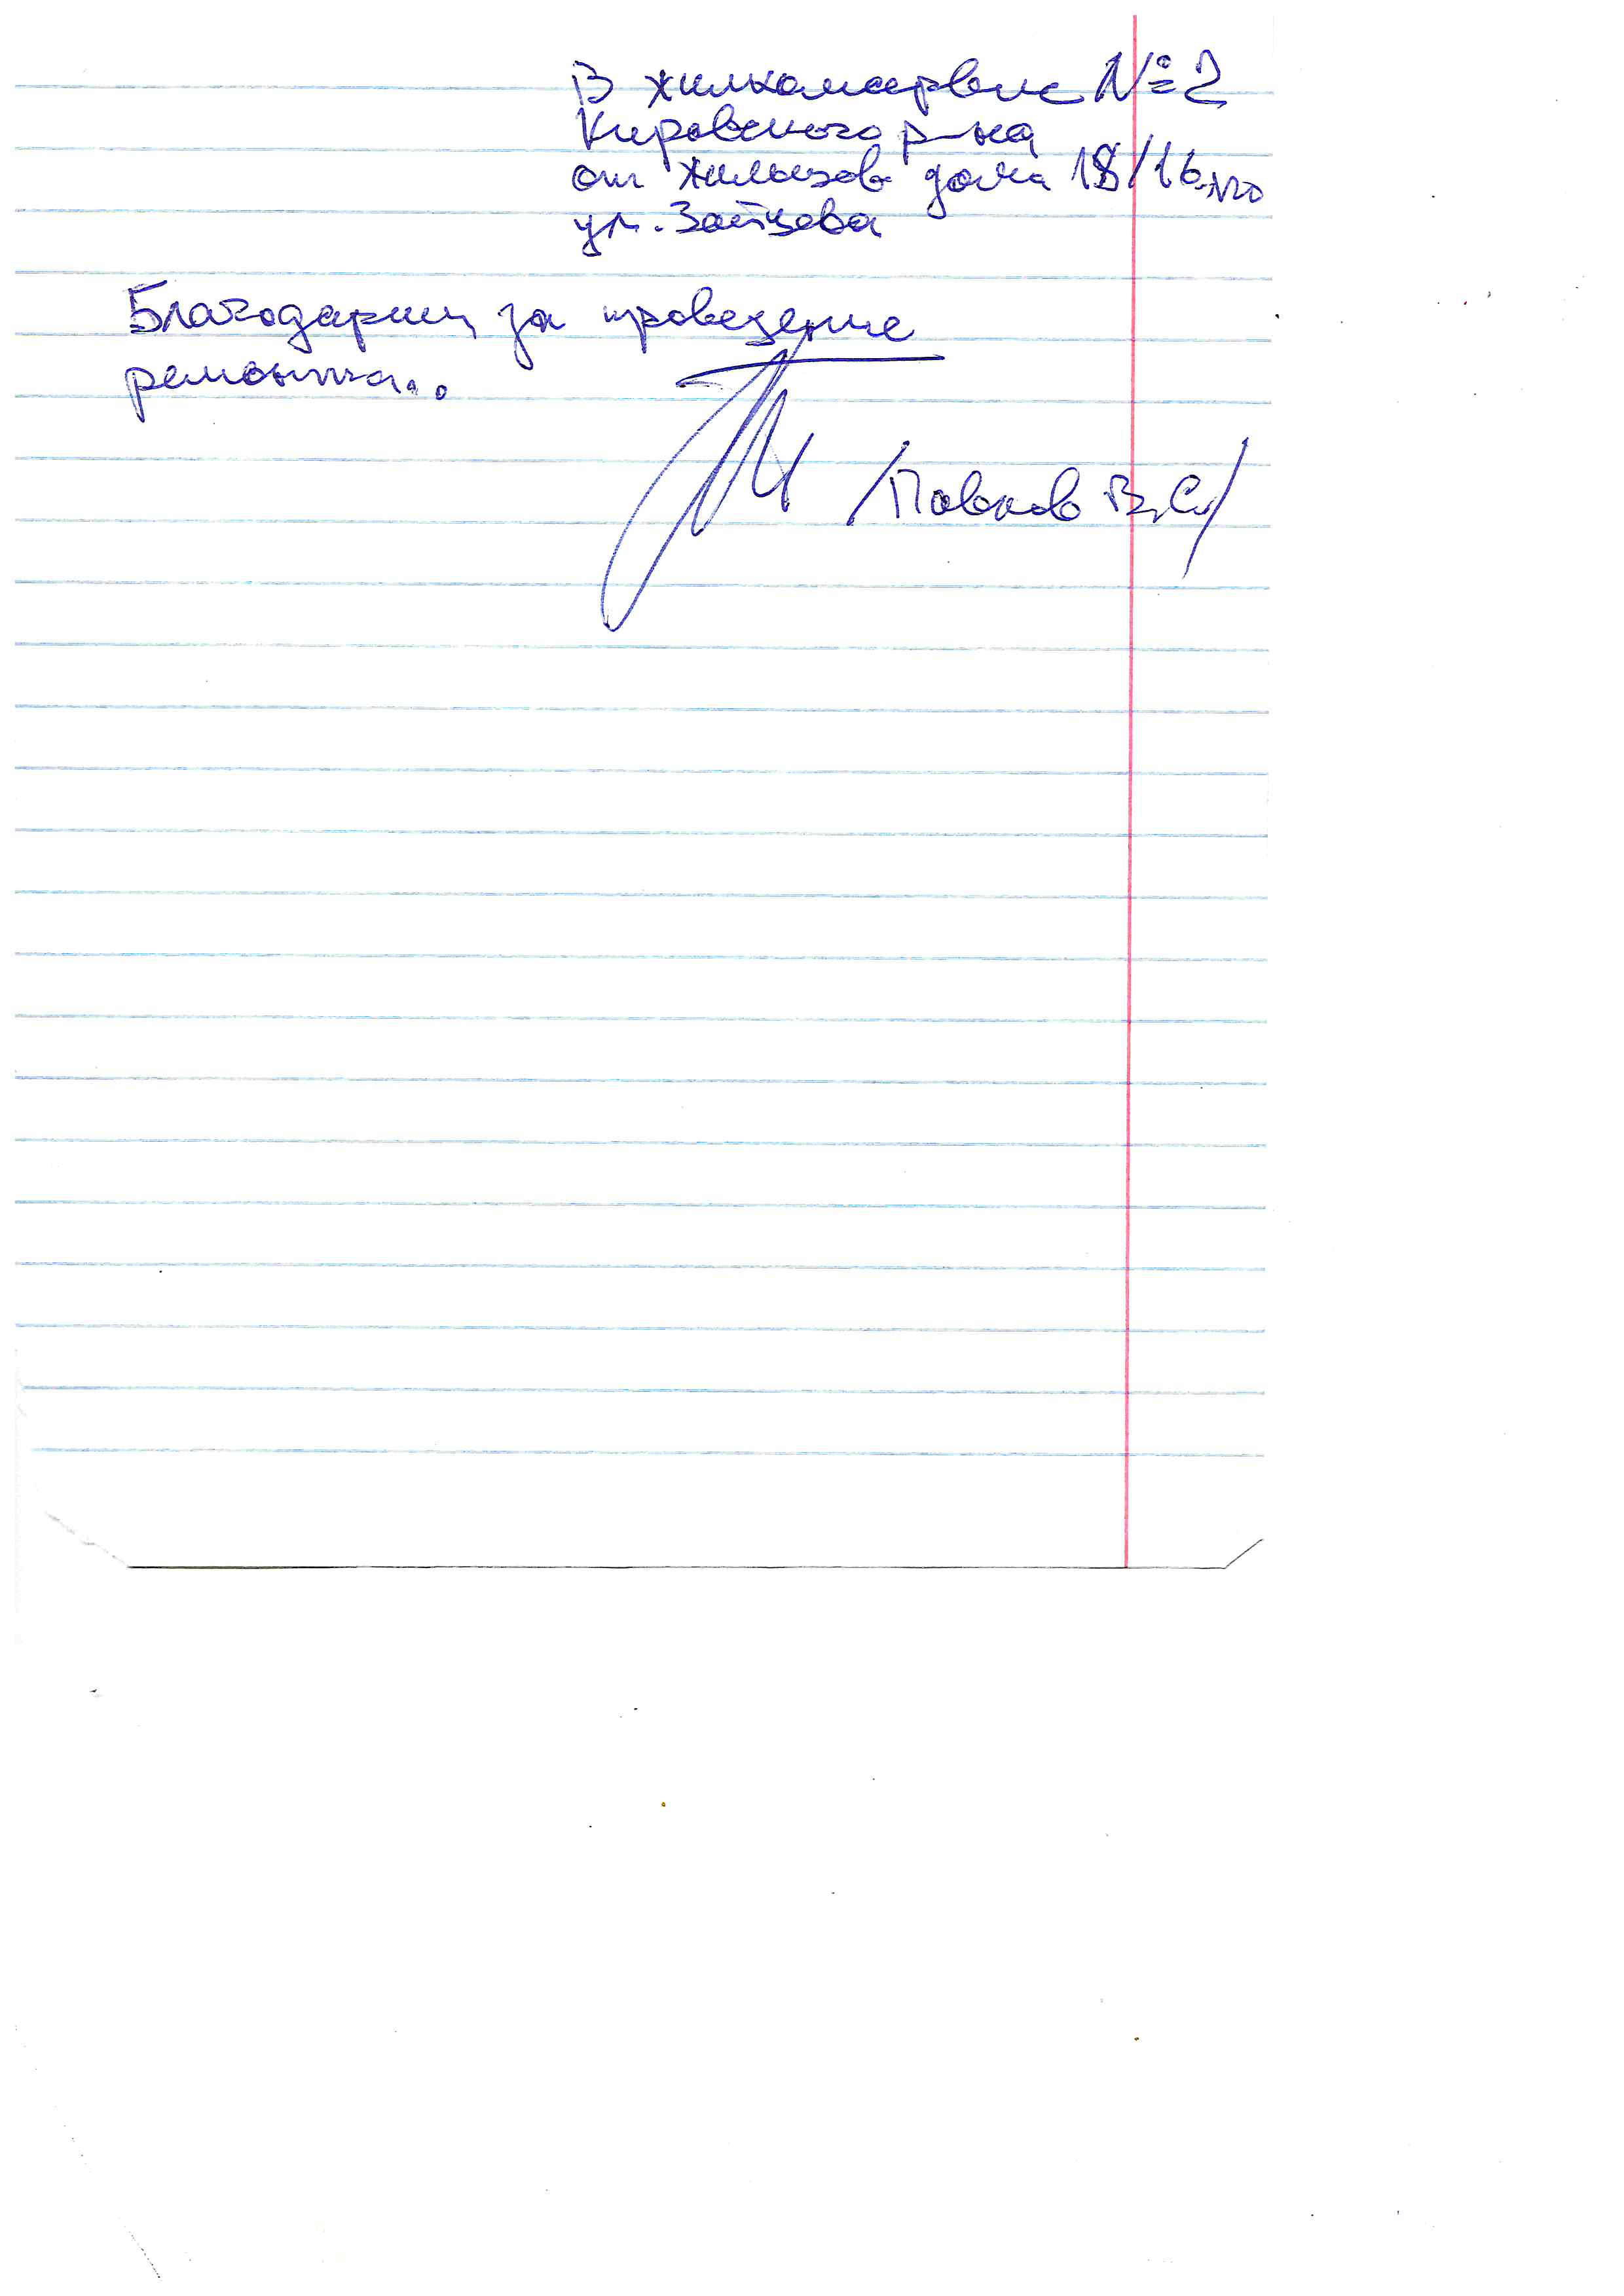 В жилкомсервис №2
Кировского р-на
от жильцов дома 18/16 по
ул. Зайцева
Благодарим за проведение
ремонта...
/Павлов В.С./